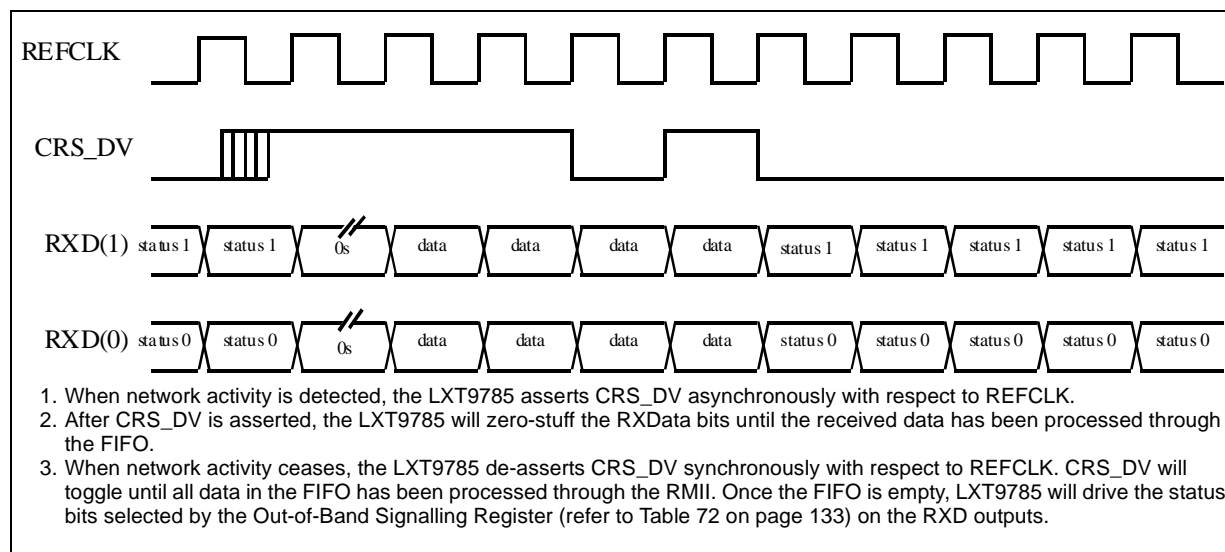 REFCLK
CRS_DV
RXD(1) status 1 status 1 0s data data data data status 1 status 1 status 1 status 1 status 1
RXD(0) status 0 status 0 0s data data data data status 0 status 0 status 0 status 0 status 0
1. When network activity is detected, the LXT9785 asserts CRS_DV asynchronously with respect to REFCLK.
2. After CRS_DV is asserted, the LXT9785 will zero-stuff the RXData bits until the received data has been processed through
the FIFO.
3. When network activity ceases, the LXT9785 de-asserts CRS_DV synchronously with respect to REFCLK. CRS_DV will
toggle until all data in the FIFO has been processed through the RMII. Once the FIFO is empty, LXT9785 will drive the status
bits selected by the Out-of-Band Signalling Register (refer to Table 72 on page 133) on the RXD outputs.